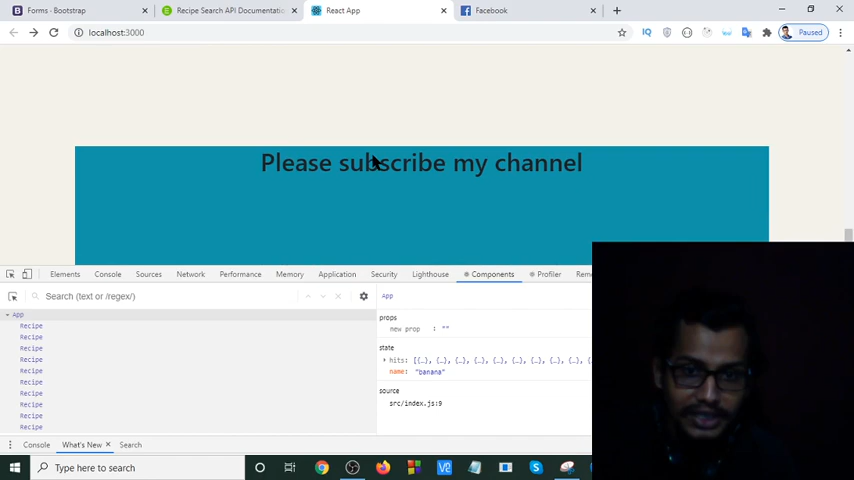 Forms - Bootstrap
Recipe Search API Documentatio
React App
Facebook
localhost:3000
IQ
Paused
Please subscribe my channel
Elements Console Sources Network Performance Memory Application Security Lighthouse Components Profiler Rem
Search (text or /regex/)
App
App
props
new prop : ""
state
hits: [{…}, {…}, {…}, {…}, {…}, {…}, {…}, {…}, {…},
name: "banana"
source
src/index.js:9
Recipe
Recipe
Recipe
Recipe
Recipe
Recipe
Recipe
Recipe
Recipe
Recipe
Console What's New Search
Type here to search